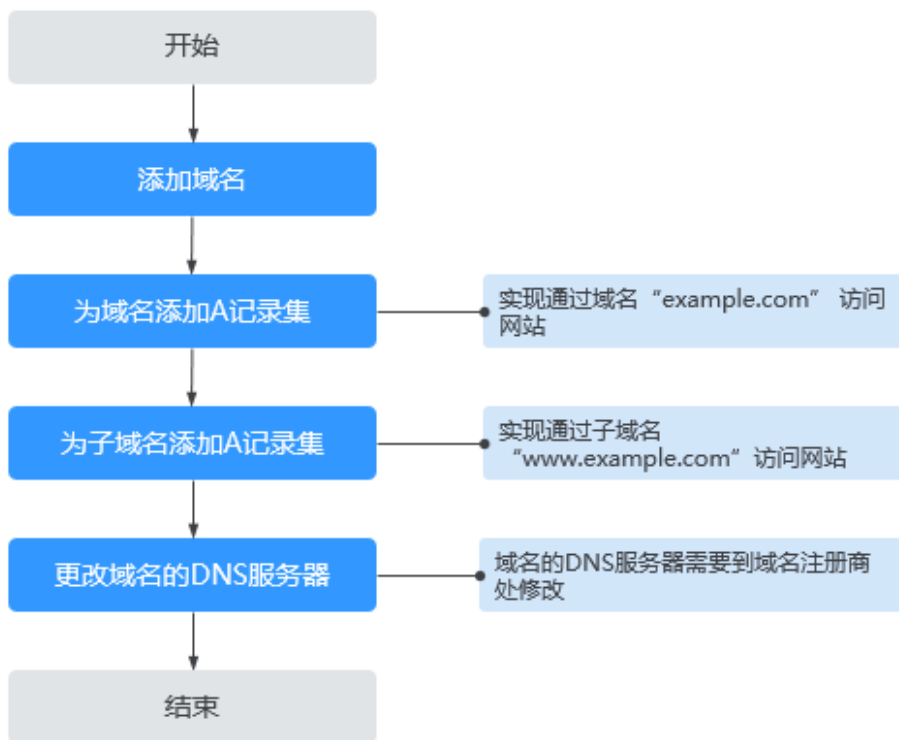 开始
添加域名
为域名添加A记录集
实现通过域名“example.com” 访问
网站
为子域名添加A记录集
实现通过子域名
“www.example.com”访问网站
更改域名的DNS服务器
域名的DNS服务器需要到域名注册商
处修改
结束